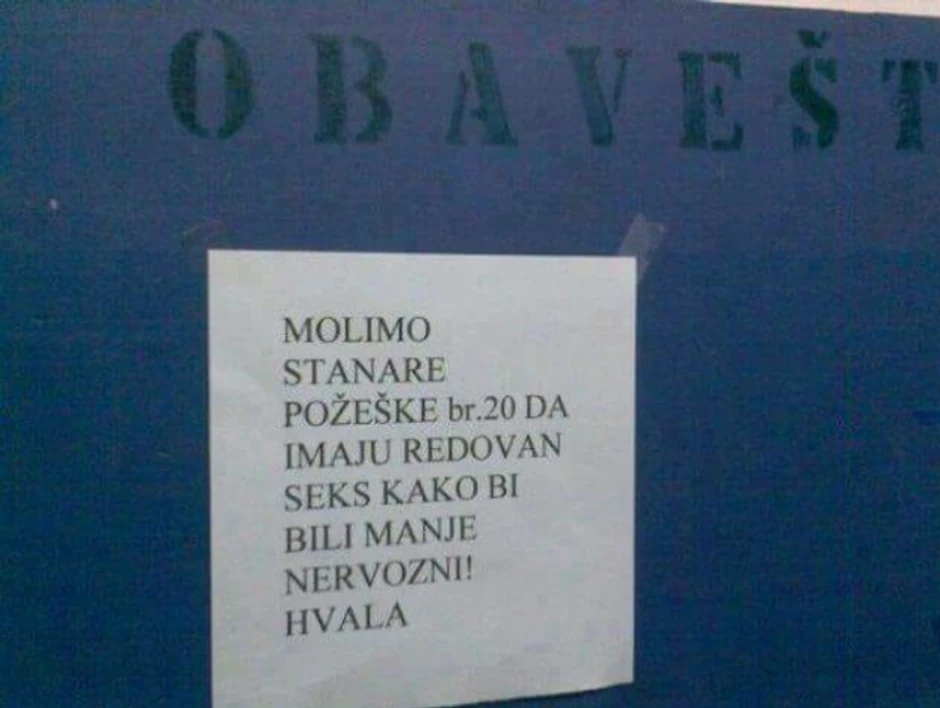 OBAVEŠT
MOLIMO
STANARE
POŽEŠKE br.20 DA
IMAJU REDOVAN
SEKS KAKO BI
BILI MANJE
NERVOZNI!
HVALA